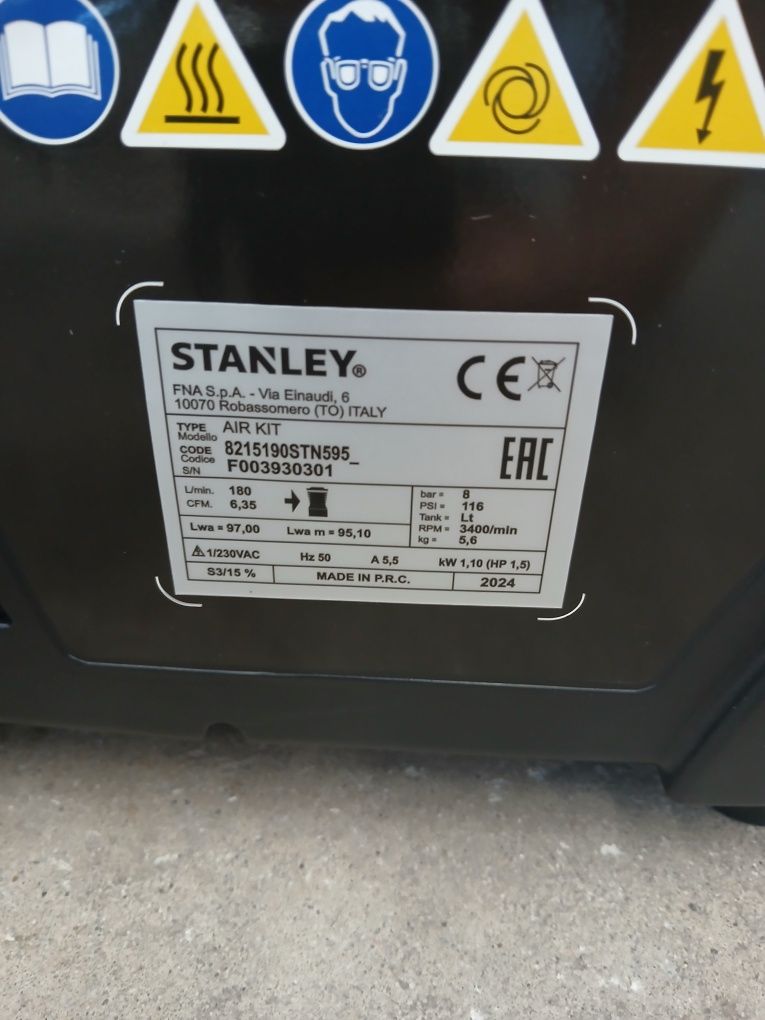 STANLEY®
CE
FNA S.p.A. - Via Einaudi, 6
10070 Robassomero (TO) ITALY
TYPE AIR KIT
Modello
CODE 8215190STN595_
Codice
S/N F003930301
EAC
L/min. 180
CFM. 6,35
bar = 8
PSI = 116
Tank = Lt
RPM = 3400/min
kg = 5,6
Lwa = 97,00 Lwa m = 95,10
1/230VAC Hz 50 A 5,5 kW 1,10 (HP 1,5)
S3/15 % MADE IN P.R.C. 2024